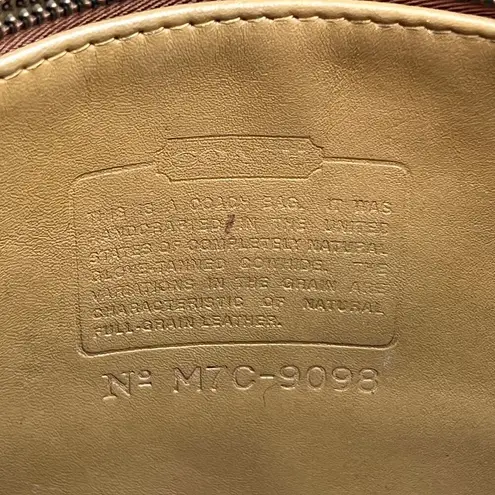 COACH
THIS IS A COACH BAG. IT WAS
HANDCRAFTED IN THE UNITED
STATES OF COMPLETELY NATURAL
GLOVE-TANNED COWHIDE. THE
VARIATIONS IN THE GRAIN ARE
CHARACTERISTIC OF NATURAL
FULL-GRAIN LEATHER.
Nº M7C-9098